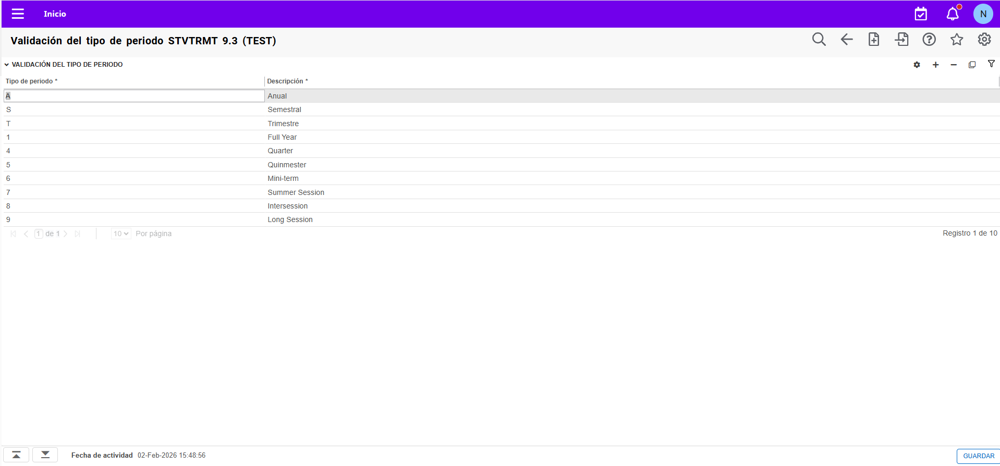 Inicio
N
Validación del tipo de periodo STVTRMT 9.3 (TEST)
VALIDACIÓN DEL TIPO DE PERIODO
Tipo de periodo * Descripción *
A Anual
S Semestral
T Trimestre
1 Full Year
4 Quarter
5 Quinmester
6 Mini-term
7 Summer Session
8 Intersession
9 Long Session
1 de 1 10 Por página Registro 1 de 10
Fecha de actividad 02-Feb-2026 15:48:56 GUARDAR